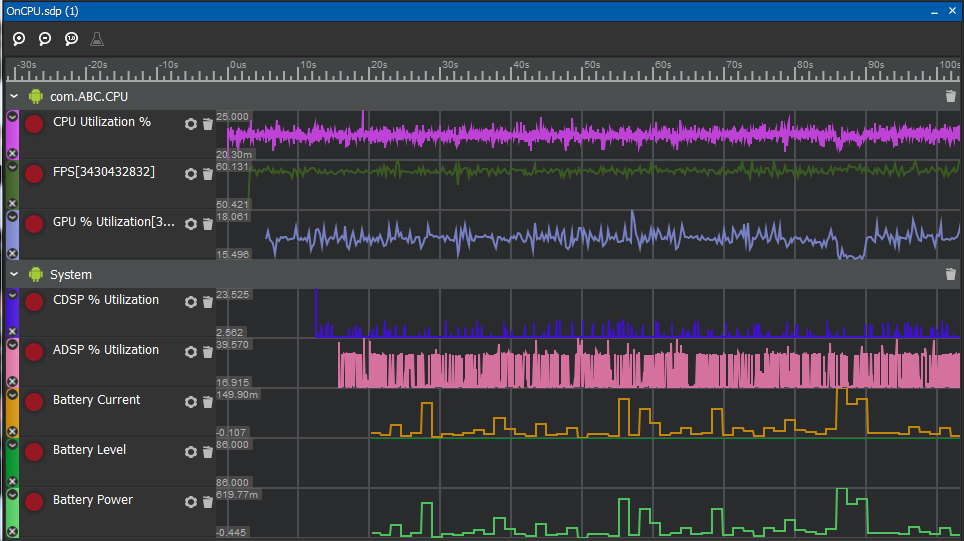 OnCPU.sdp (1)
1.0
-30s -20s -10s 0us 10s 20s 30s 40s 50s 60s 70s 80s 90s 100s
com.ABC.CPU
CPU Utilization %
25.000
20.30m
FPS[3430432832]
60.131
50.421
GPU % Utilization[3...
18.061
15.496
System
CDSP % Utilization
23.525
2.562
ADSP % Utilization
39.570
16.915
Battery Current
149.90m
-0.107
Battery Level
86.000
86.000
Battery Power
619.77m
-0.445